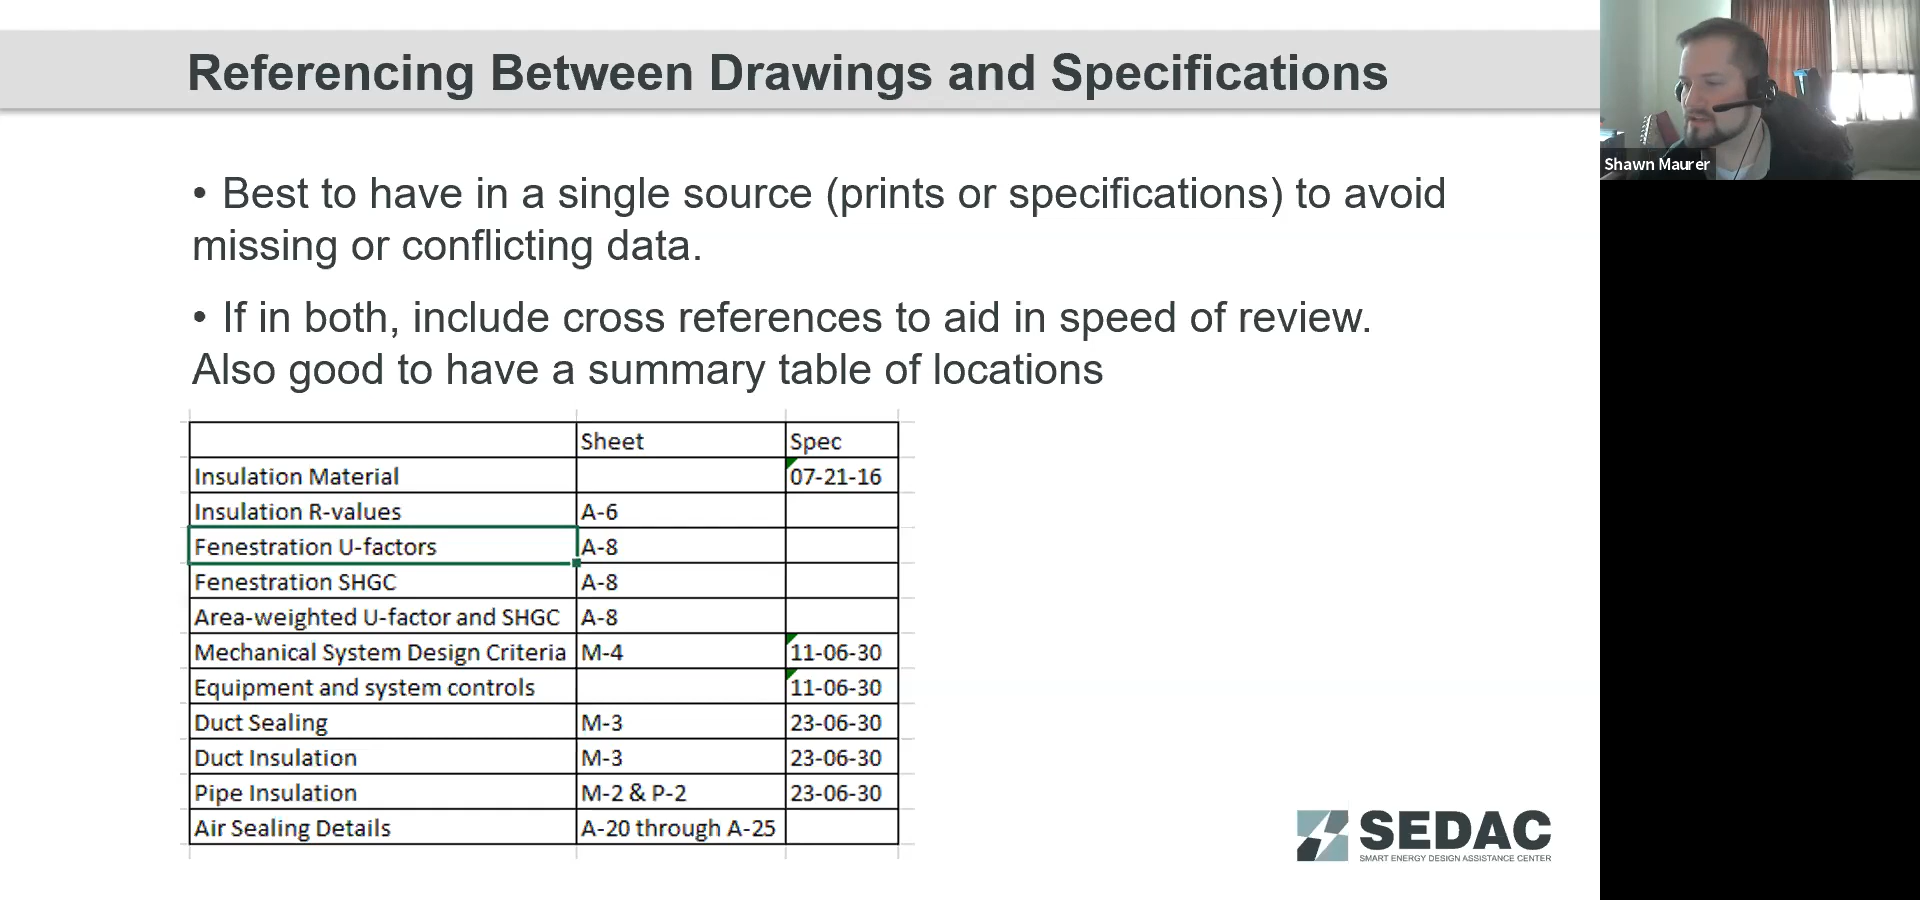 Referencing Between Drawings and Specifications
Shawn Maurer
• Best to have in a single source (prints or specifications) to avoid
missing or conflicting data.
• If in both, include cross references to aid in speed of review.
Also good to have a summary table of locations
Sheet Spec
Insulation Material 07-21-16
Insulation R-values A-6
Fenestration U-factors A-8
Fenestration SHGC A-8
Area-weighted U-factor and SHGC A-8
Mechanical System Design Criteria M-4 11-06-30
Equipment and system controls 11-06-30
Duct Sealing M-3 23-06-30
Duct Insulation M-3 23-06-30
Pipe Insulation M-2 & P-2 23-06-30
Air Sealing Details A-20 through A-25
SEDAC
SMART ENERGY DESIGN ASSISTANCE CENTER